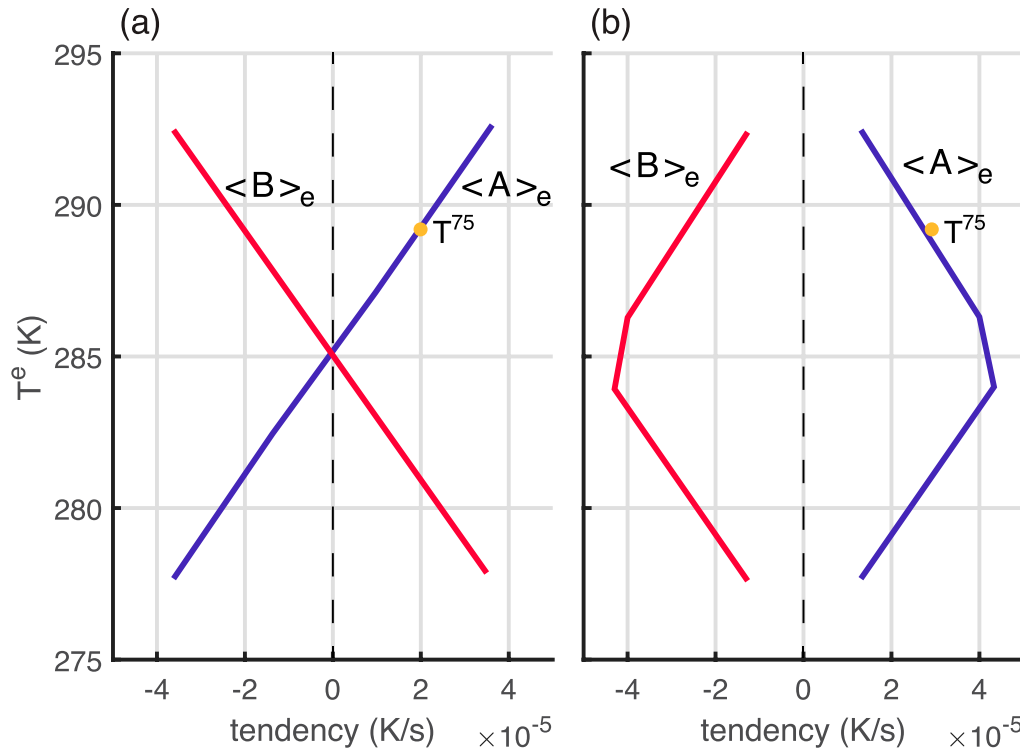 (a) (b)
295
290
285
280
275
T^e (K)
<B>_e
<A>_e
T^75
<B>_e
<A>_e
T^75
-4 -2 0 2 4
-4 -2 0 2 4
tendency (K/s) ×10^-5
tendency (K/s) ×10^-5